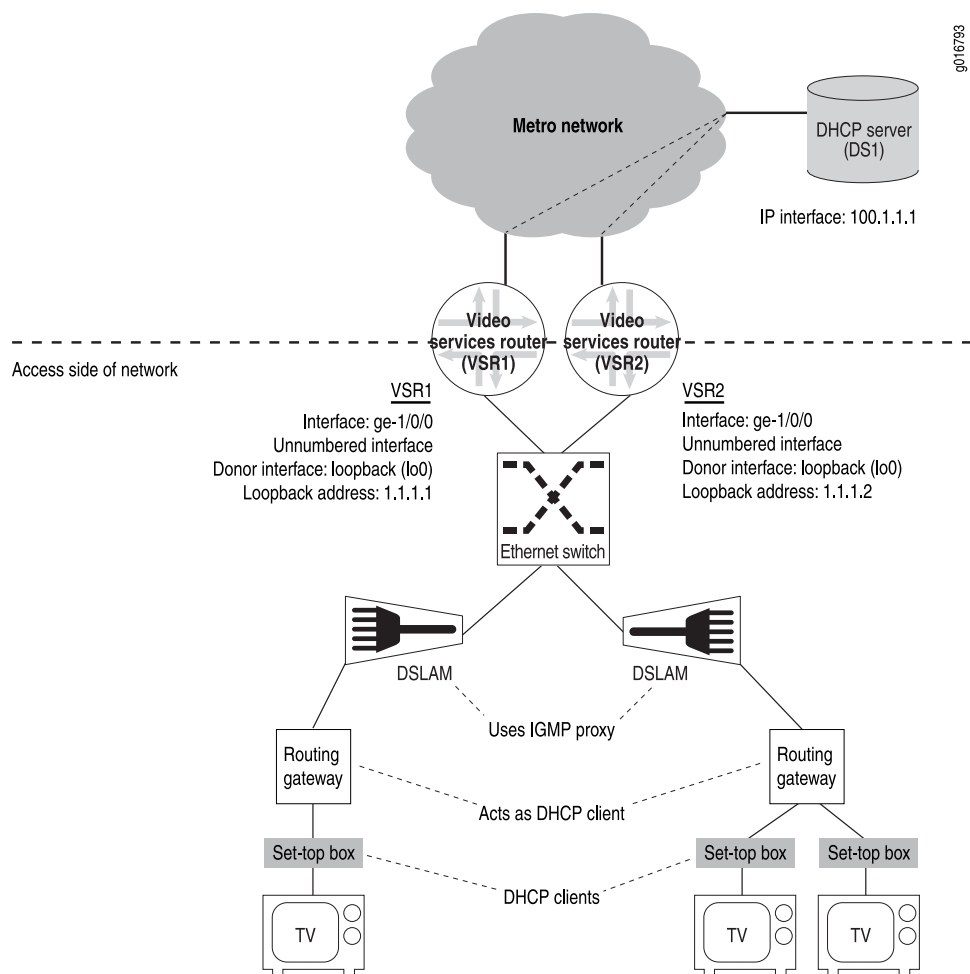 g016793
Metro network
DHCP server
(DS1)
IP interface: 100.1.1.1
Video
services router
(VSR1)
Video
services router
(VSR2)
Access side of network
VSR1
Interface: ge-1/0/0
Unnumbered interface
Donor interface: loopback (lo0)
Loopback address: 1.1.1.1
VSR2
Interface: ge-1/0/0
Unnumbered interface
Donor interface: loopback (lo0)
Loopback address: 1.1.1.2
Ethernet switch
DSLAM
DSLAM
Uses IGMP proxy
Routing
gateway
Routing
gateway
Acts as DHCP client
Set-top box
Set-top box
Set-top box
DHCP clients
TV
TV
TV